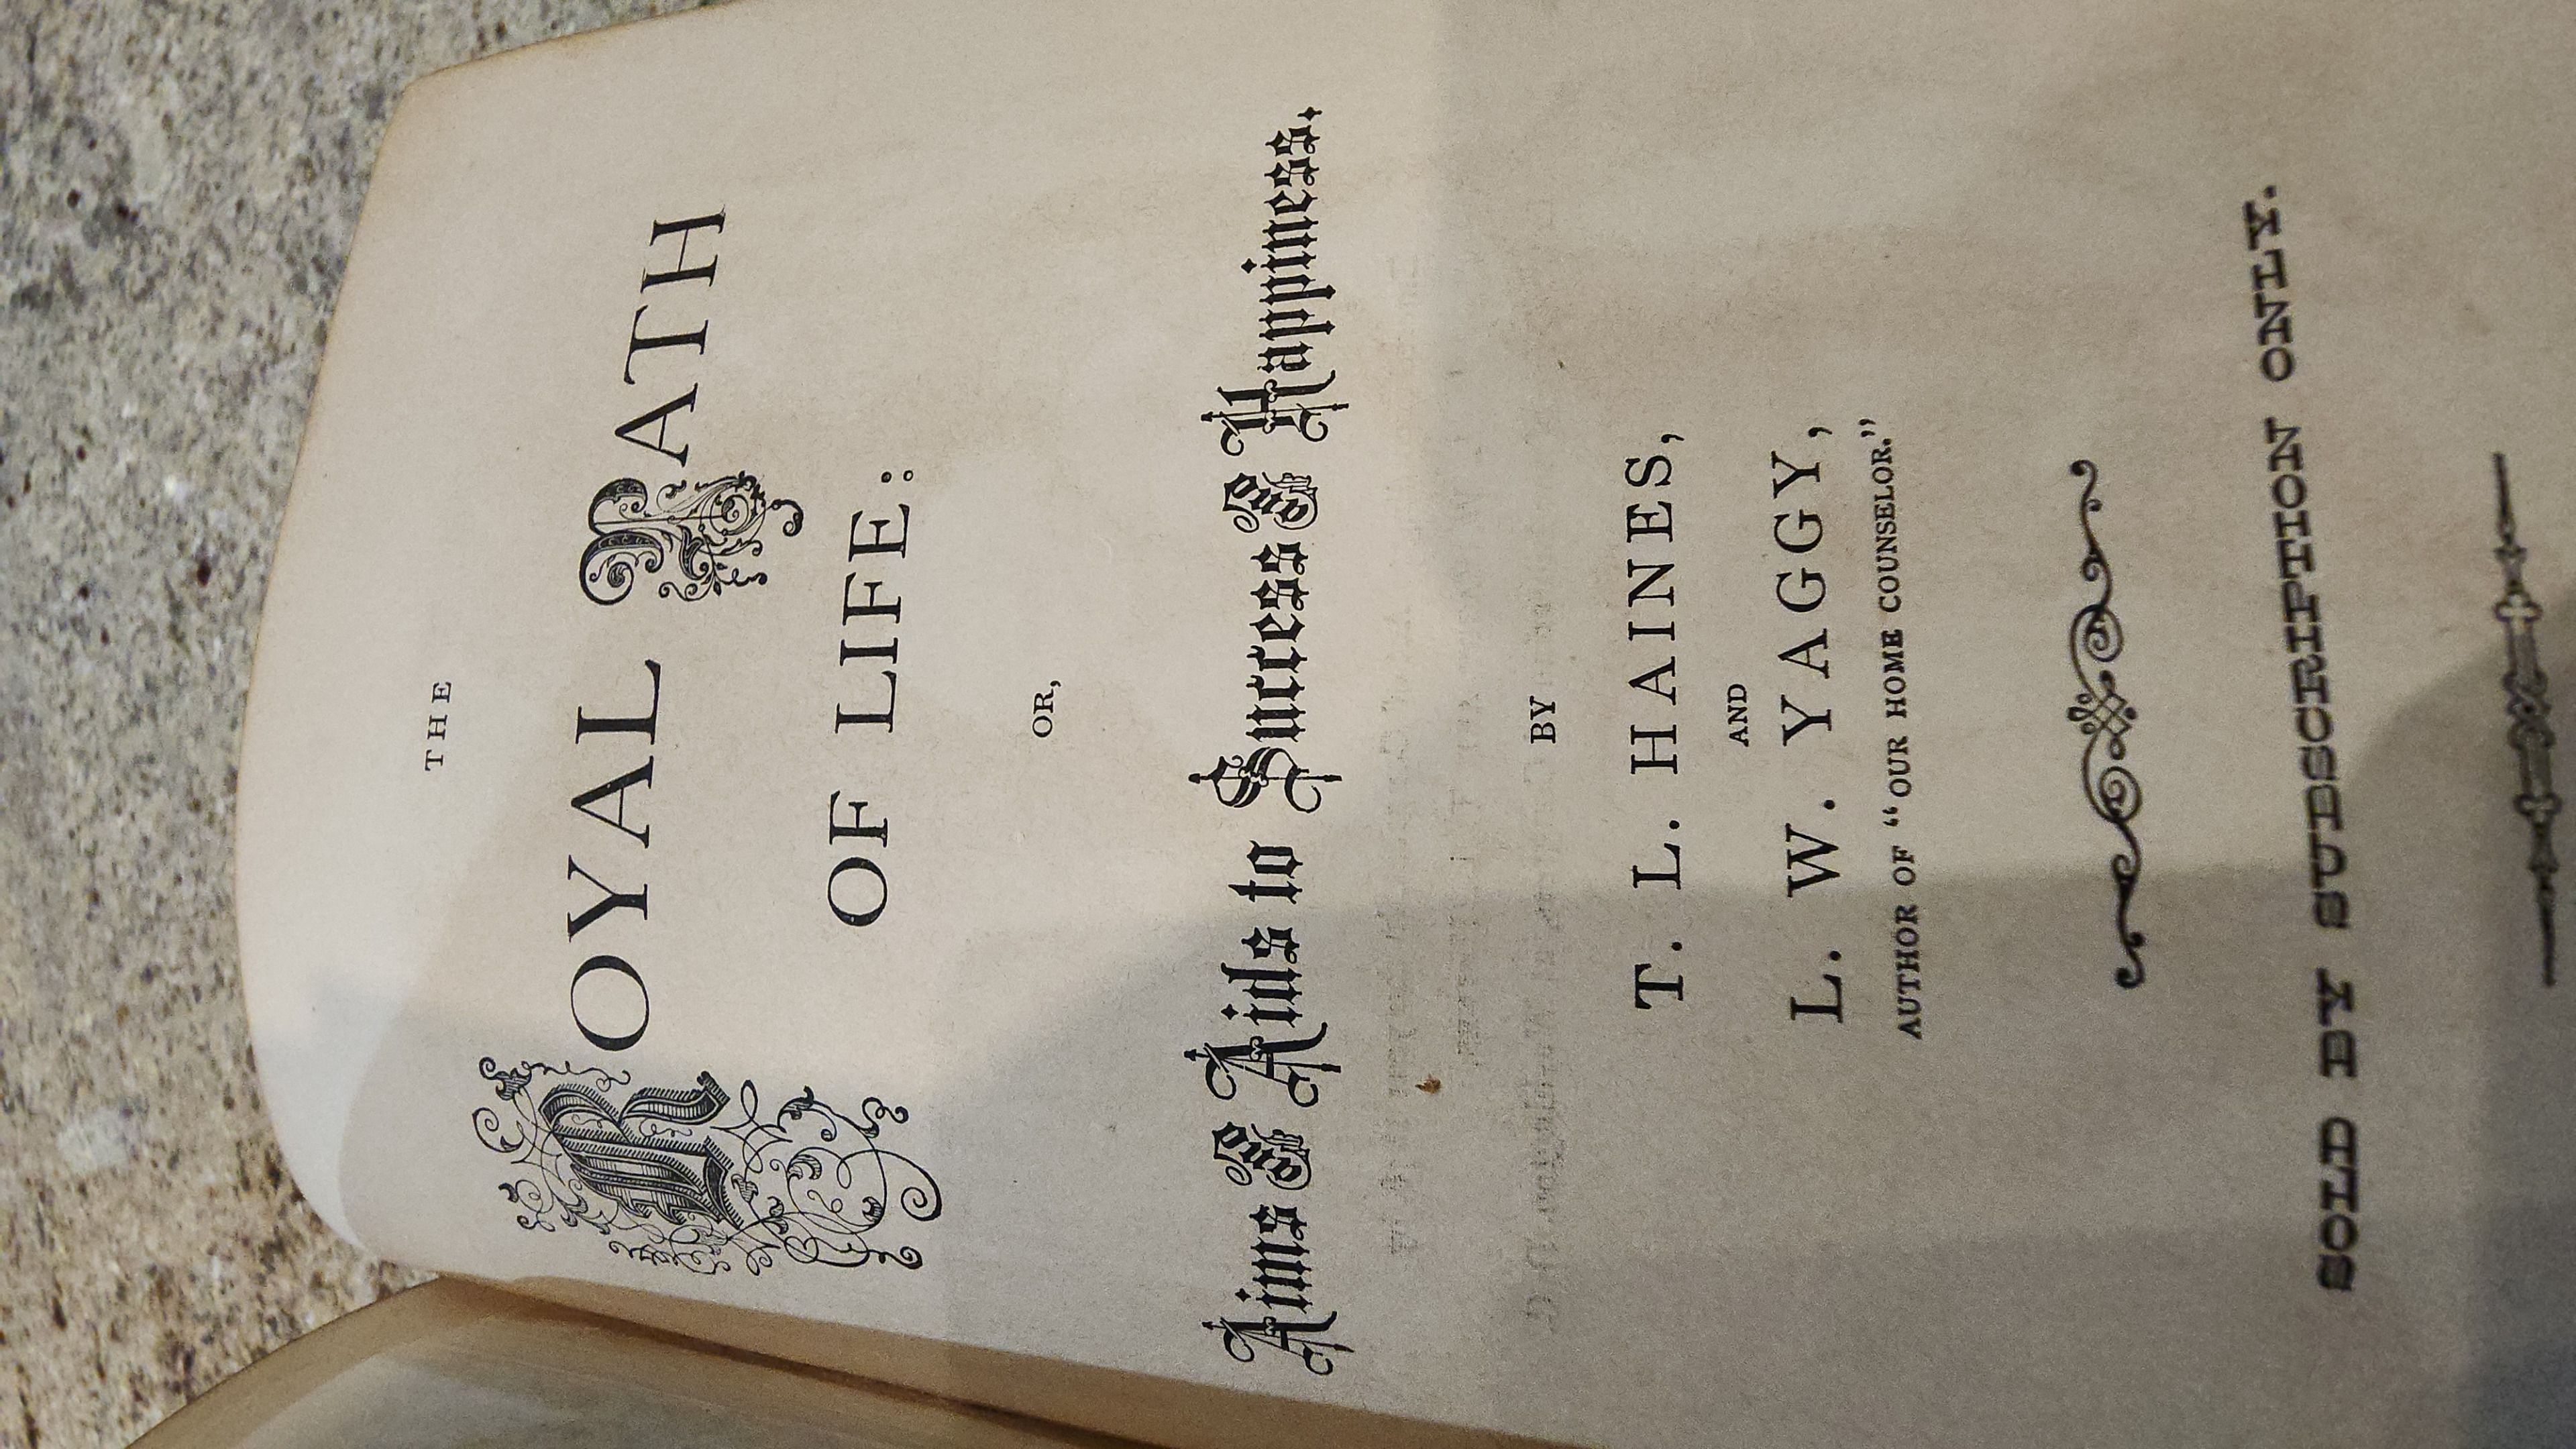 THE
ROYAL PATH
OF LIFE:
OR,
Aims and Aids to Success and Happiness.
BY
T. L. HAINES,
AND
L. W. YAGGY,
AUTHOR OF "OUR HOME COUNSELOR."
SOLD BY SUBSCRIPTION ONLY.